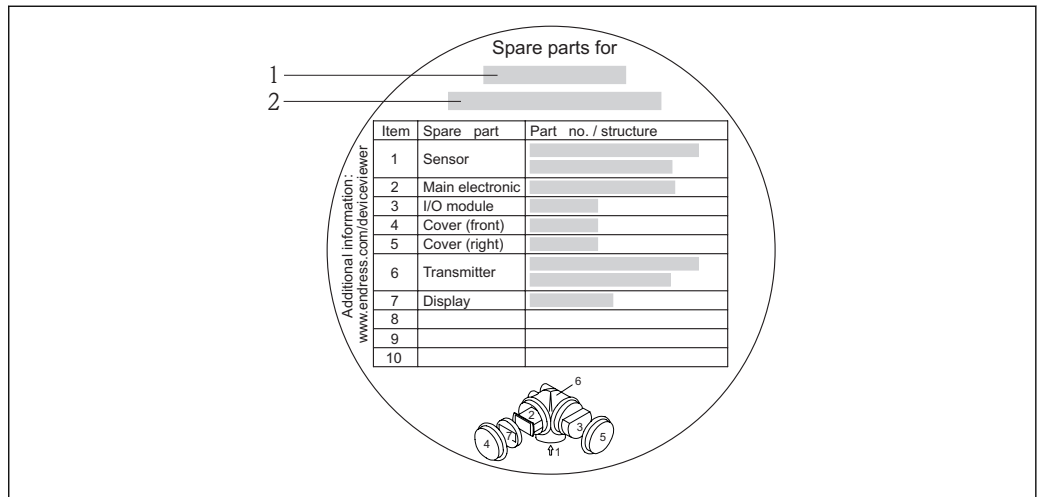 Spare parts for
1
2
Item Spare part Part no. / structure
1 Sensor
2 Main electronic
3 I/O module
4 Cover (front)
5 Cover (right)
6 Transmitter
7 Display
8
9
10
Additional information:
www.endress.com/deviceviewer
6
2
3
7
4
5
1